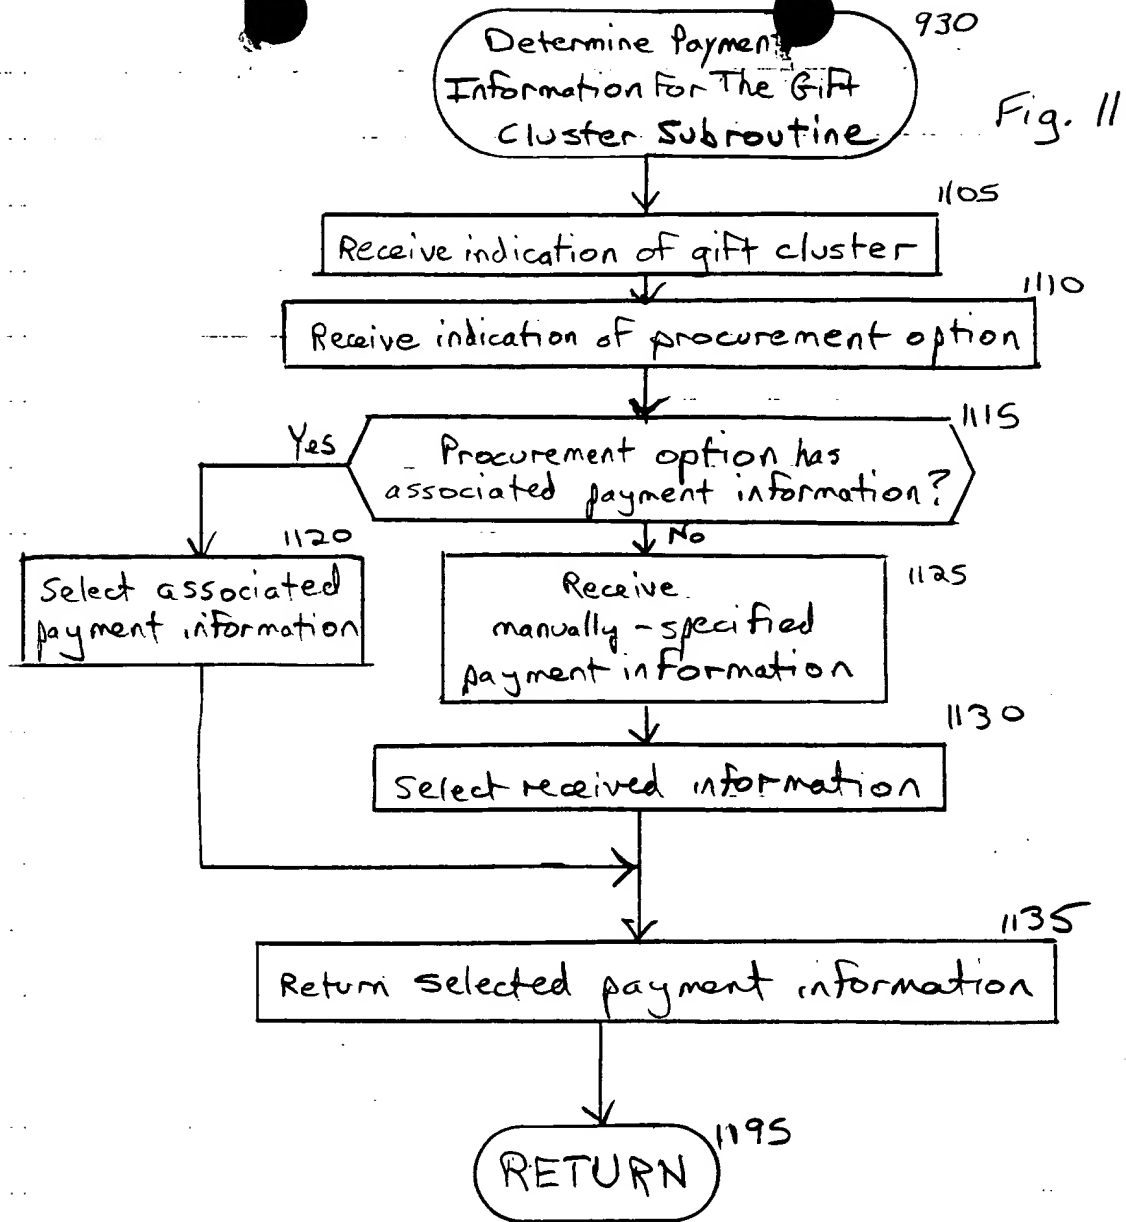 930
Determine Payment
Information For The Gift
Cluster Subroutine
Fig. 11
1105
Receive indication of gift cluster
1110
Receive indication of procurement option
1115
Yes
Procurement option has
associated payment information?
No
1120
Select associated
payment information
1125
Receive
manually-specified
payment information
1130
Select received information
1135
Return selected payment information
1195
RETURN